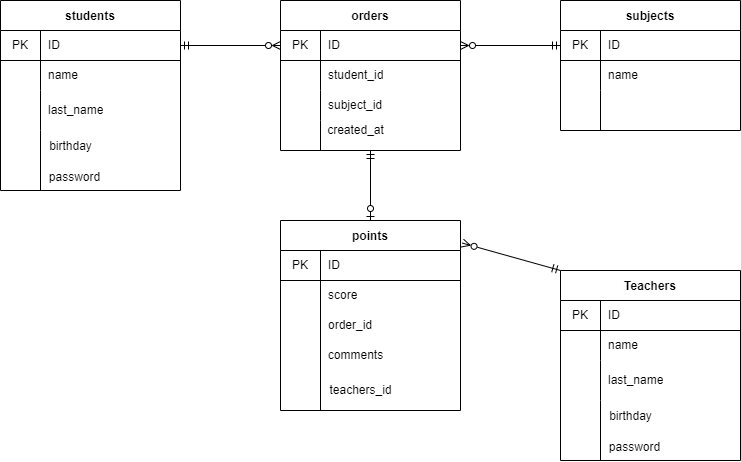 students
PK ID
name
last_name
birthday
password
orders
PK ID
student_id
subject_id
created_at
subjects
PK ID
name
points
PK ID
score
order_id
comments
teachers_id
Teachers
PK ID
name
last_name
birthday
password